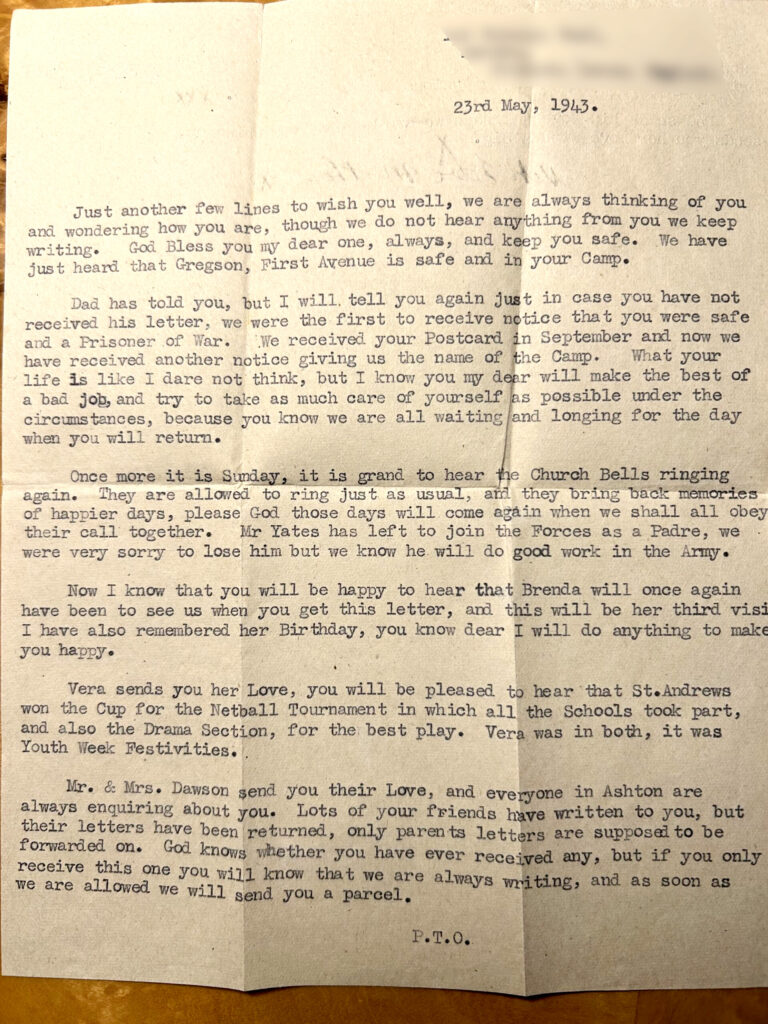 23rd May, 1943.
Just another few lines to wish you well, we are always thinking of you
and wondering how you are, though we do not hear anything from you we keep
writing. God Bless you my dear one, always, and keep you safe. We have
just heard that Gregson, First Avenue is safe and in your Camp.
Dad has told you, but I will tell you again just in case you have not
received his letter, we were the first to receive notice that you were safe
and a Prisoner of War. We received your Postcard in September and now we
have received another notice giving us the name of the Camp. What your
life is like I dare not think, but I know you my dear will make the best of
a bad job, and try to take as much care of yourself as possible under the
circumstances, because you know we are all waiting and longing for the day
when you will return.
Once more it is Sunday, it is grand to hear the Church Bells ringing
again. They are allowed to ring just as usual, and they bring back memories
of happier days, please God those days will come again when we shall all obey
their call together. Mr Yates has left to join the Forces as a Padre, we
were very sorry to lose him but we know he will do good work in the Army.
Now I know that you will be happy to hear that Brenda will once again
have been to see us when you get this letter, and this will be her third visi
I have also remembered her Birthday, you know dear I will do anything to make
you happy.
Vera sends you her Love, you will be pleased to hear that St.Andrews
won the Cup for the Netball Tournament in which all the Schools took part,
and also the Drama Section, for the best play. Vera was in both, it was
Youth Week Festivities.
Mr. & Mrs. Dawson send you their Love, and everyone in Ashton are
always enquiring about you. Lots of your friends have written to you, but
their letters have been returned, only parents letters are supposed to be
forwarded on. God knows whether you have ever received any, but if you only
receive this one you will know that we are always writing, and as soon as
we are allowed we will send you a parcel.
P.T.O.